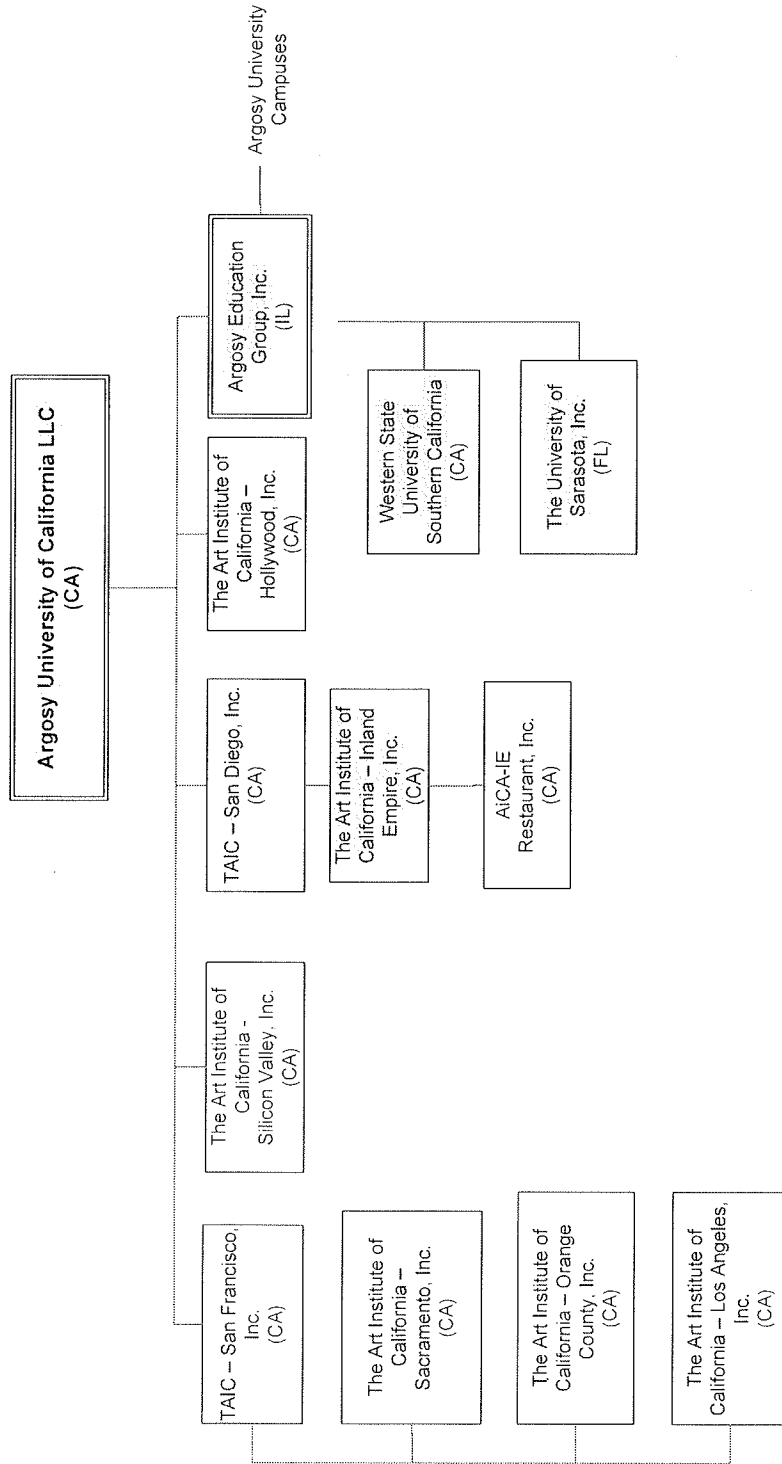 Argosy University of California LLC
(CA)
TAIC – San Francisco,
Inc.
(CA)
The Art Institute of
California –
Sacramento, Inc.
(CA)
The Art Institute of
California – Orange
County, Inc.
(CA)
The Art Institute of
California – Los Angeles,
Inc.
(CA)
The Art Institute of
California -
Silicon Valley, Inc.
(CA)
TAIC – San Diego, Inc.
(CA)
The Art Institute of
California – Inland
Empire, Inc.
(CA)
AiCA-IE
Restaurant, Inc.
(CA)
The Art Institute of
California –
Hollywood, Inc.
(CA)
Argosy Education
Group, Inc.
(IL)
Argosy University
Campuses
Western State
University of
Southern California
(CA)
The University of
Sarasota, Inc.
(FL)